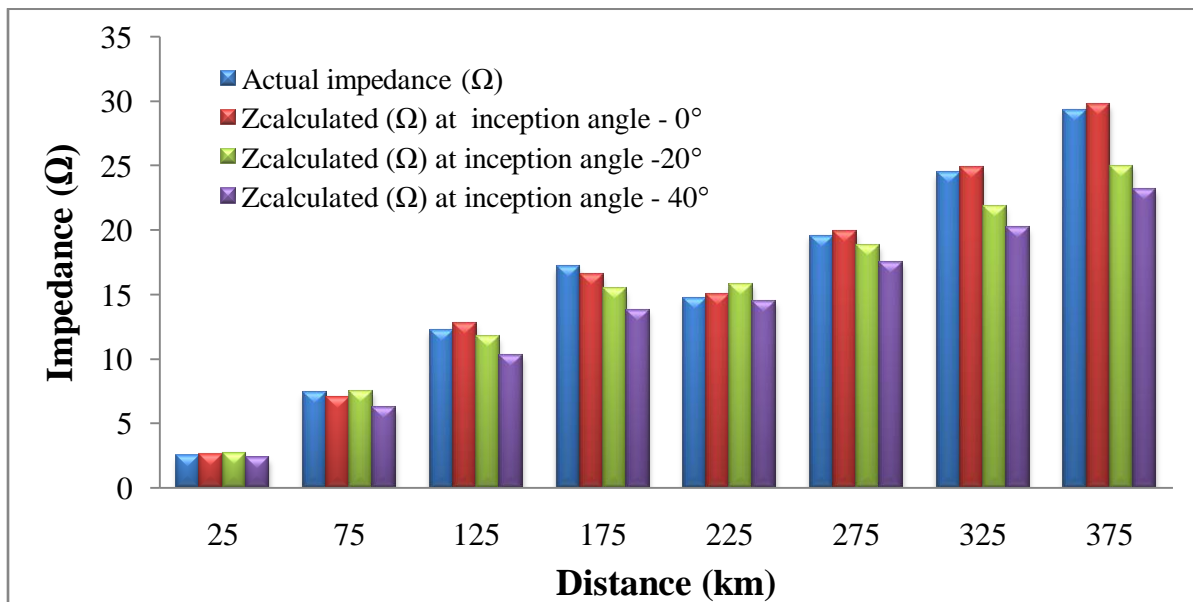 35
30
25
20
15
10
5
0
Impedance (Ω)
Actual impedance (Ω)
Zcalculated (Ω) at  inception angle - 0°
Zcalculated (Ω) at inception angle -20°
Zcalculated (Ω) at inception angle - 40°
25 75 125 175 225 275 325 375
Distance (km)